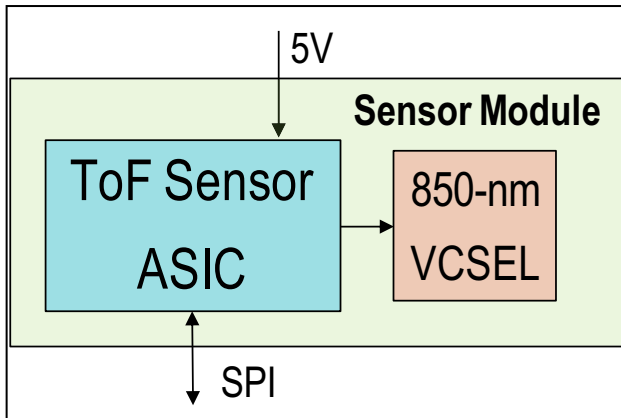 5V
Sensor Module
ToF Sensor
ASIC
850-nm
VCSEL
SPI